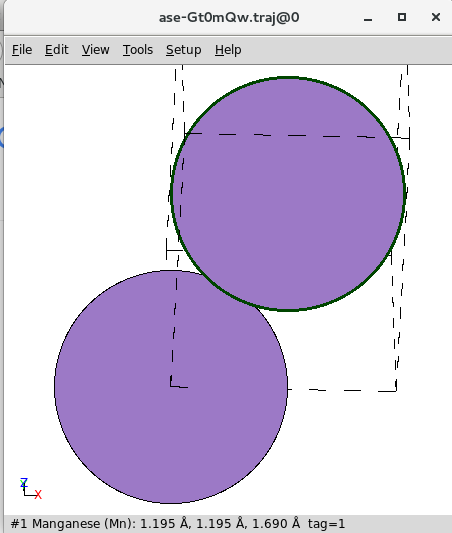 ase-Gt0mQw.traj@0
File Edit View Tools Setup Help
Z
X
#1 Manganese (Mn): 1.195 Å, 1.195 Å, 1.690 Å tag=1